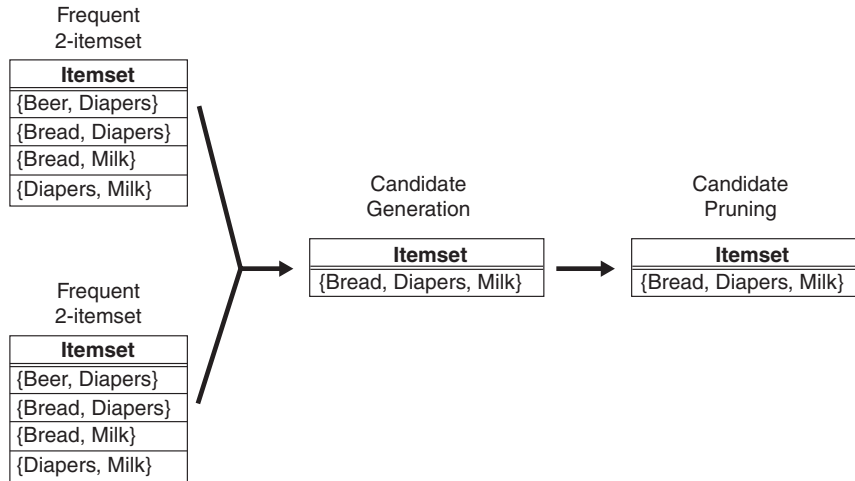 Frequent
2-itemset
Itemset
{Beer, Diapers}
{Bread, Diapers}
{Bread, Milk}
{Diapers, Milk}
Candidate
Generation
Itemset
{Bread, Diapers, Milk}
Candidate
Pruning
Itemset
{Bread, Diapers, Milk}
Frequent
2-itemset
Itemset
{Beer, Diapers}
{Bread, Diapers}
{Bread, Milk}
{Diapers, Milk}